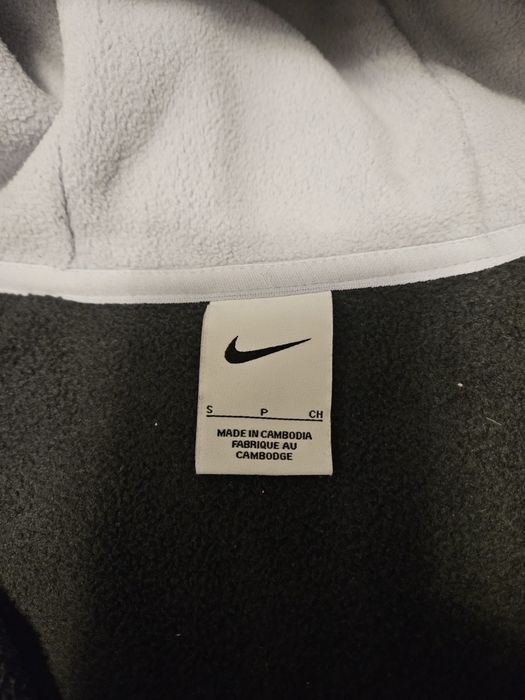 S P CH
MADE IN CAMBODIA
FABRIQUE AU
CAMBODGE